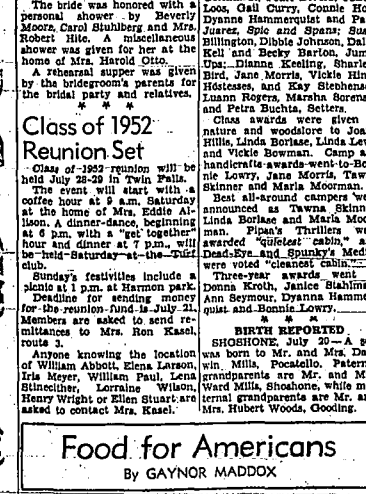 The bride was honored with a
personal shower by Beverly
Moors, Carol Stuhlberg and Mrs.
Robert Hite. A miscellaneous
shower was given for her at the
home of Mrs. Harold Otto.
A rehearsal supper was given
by the bridegroom's parents for
the bridal party and relatives.
* * *
Class of 1952
Reunion Set
Class of 1952 reunion will be
held July 28-29 in Twin Falls.
The event will start with a
coffee hour at 9 a.m. Saturday
at the home of Mrs. Eddie Al-
lison. A dinner-dance, beginning
at 6 p.m. with a "get together"
hour and dinner at 7 p.m., will
be held Saturday at the Turf
club.
Sunday's festivities include a
picnic at 1 p.m. at Harmon park.
Deadline for sending money
for the reunion fund is July 21.
Members are asked to send re-
mittances to Mrs. Ron Kasel,
route 3.
Anyone knowing the location
of William Abbott, Elena Larson,
Iris Meyer, William Paul, Lena
Stinecither, Lorraine Wilson,
Henry Wright or Ellen Stuart are
asked to contact Mrs. Kasel.
Loos, Gail Curry, Connie Ho
Dyanne Hammerquist and Pa
Juarez, Spic and Spans; Sus
Billington, Dibbie Johnson, Dal
Kell and Becky Barton, Jum
Ups; Dianne Keeling, Sharle
Bird, Jane Morris, Vickie Hin
Hostesses, and Kay Stephens
Luann Rogers, Marsha Sorens
and Petra Buchta, Setters.
Class awards were given
nature and woodslore to Joa
Hillis, Linda Borlase, Linda Le
and Vickie Bowman. Camp a
handicrafts awards went to Bo
nie Lowry, Jane Morris, Taw
Skinner and Marla Moorman.
Best all-around campers we
announced as Tawna Skinn
Linda Borlase and Marla Moo
man. Pipan's Thrillers w
awarded "quietest cabin," a
Dead-Eye and Spunky's Medi
were voted "cleanest cabin."
Three-year awards went
Donna Kroth, Janice Stahlma
Ann Seymour, Dyanna Hamme
quist and Bonnie Lowry.
* * *
BIRTH REPORTED
SHOSHONE, July 20—A
was born to Mr. and Mrs. Da
win Mills, Pocatello. Patern
grandparents are Mr. and M
Ward Mills, Shoshone, while m
ternal grandparents are Mr. a
Mrs. Hubert Woods, Gooding.
Food for Americans
By GAYNOR MADDOX